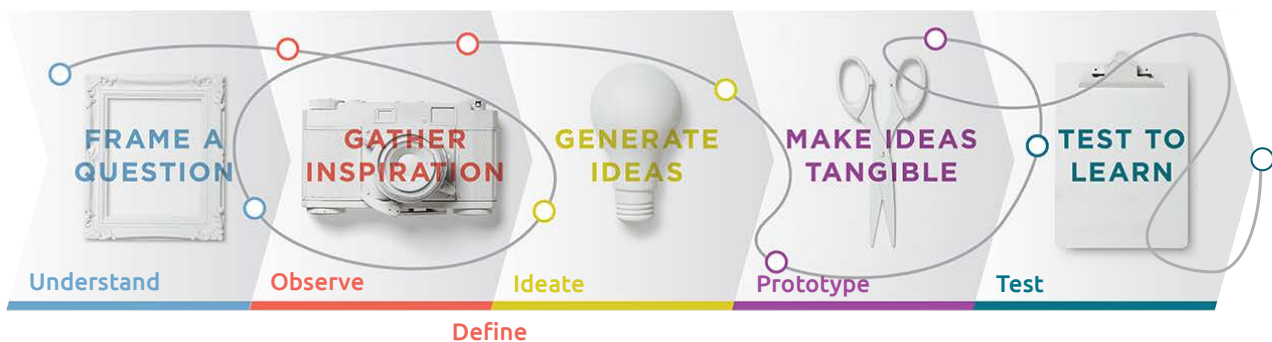 FRAME A
QUESTION
GATHER
INSPIRATION
GENERATE
IDEAS
MAKE IDEAS
TANGIBLE
TEST TO
LEARN
Understand
Observe
Ideate
Prototype
Test
Define